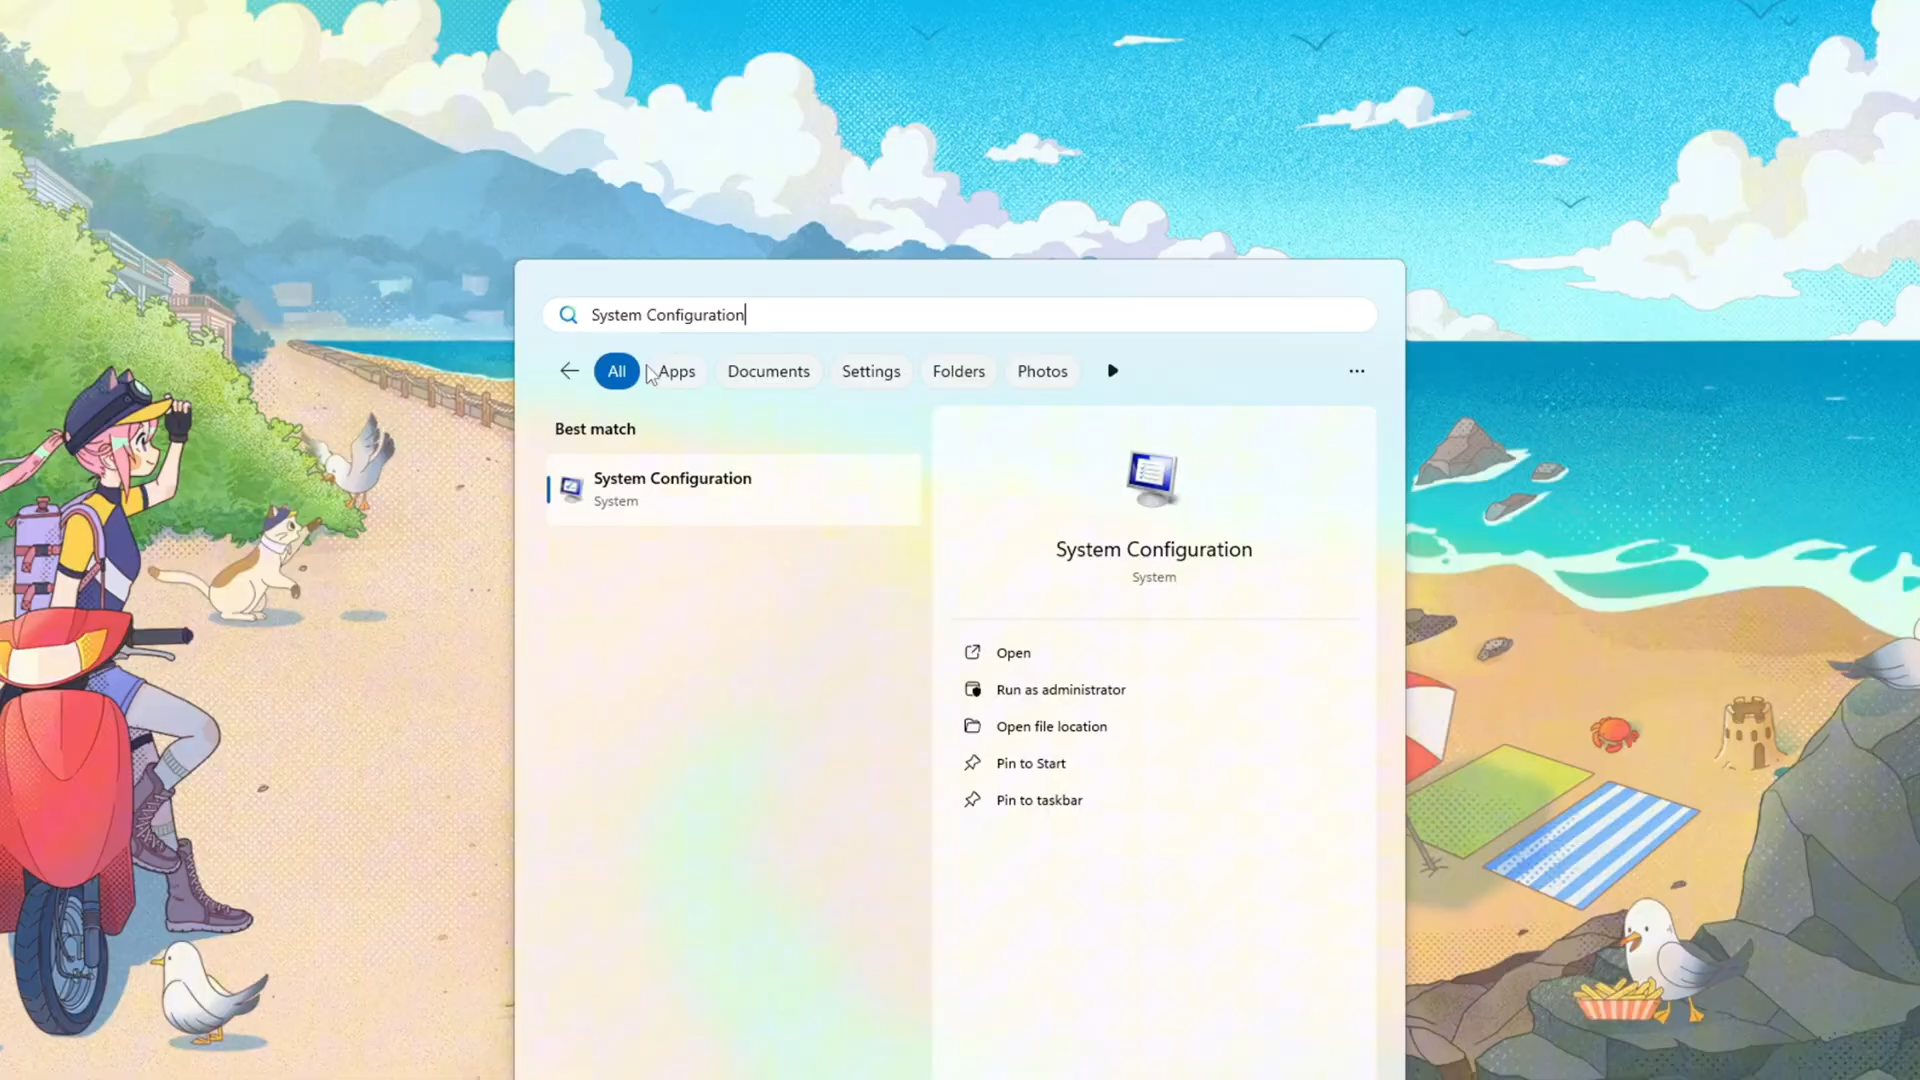 System Configuration
All
Apps
Documents
Settings
Folders
Photos
Best match
System Configuration
System
System Configuration
System
Open
Run as administrator
Open file location
Pin to Start
Pin to taskbar